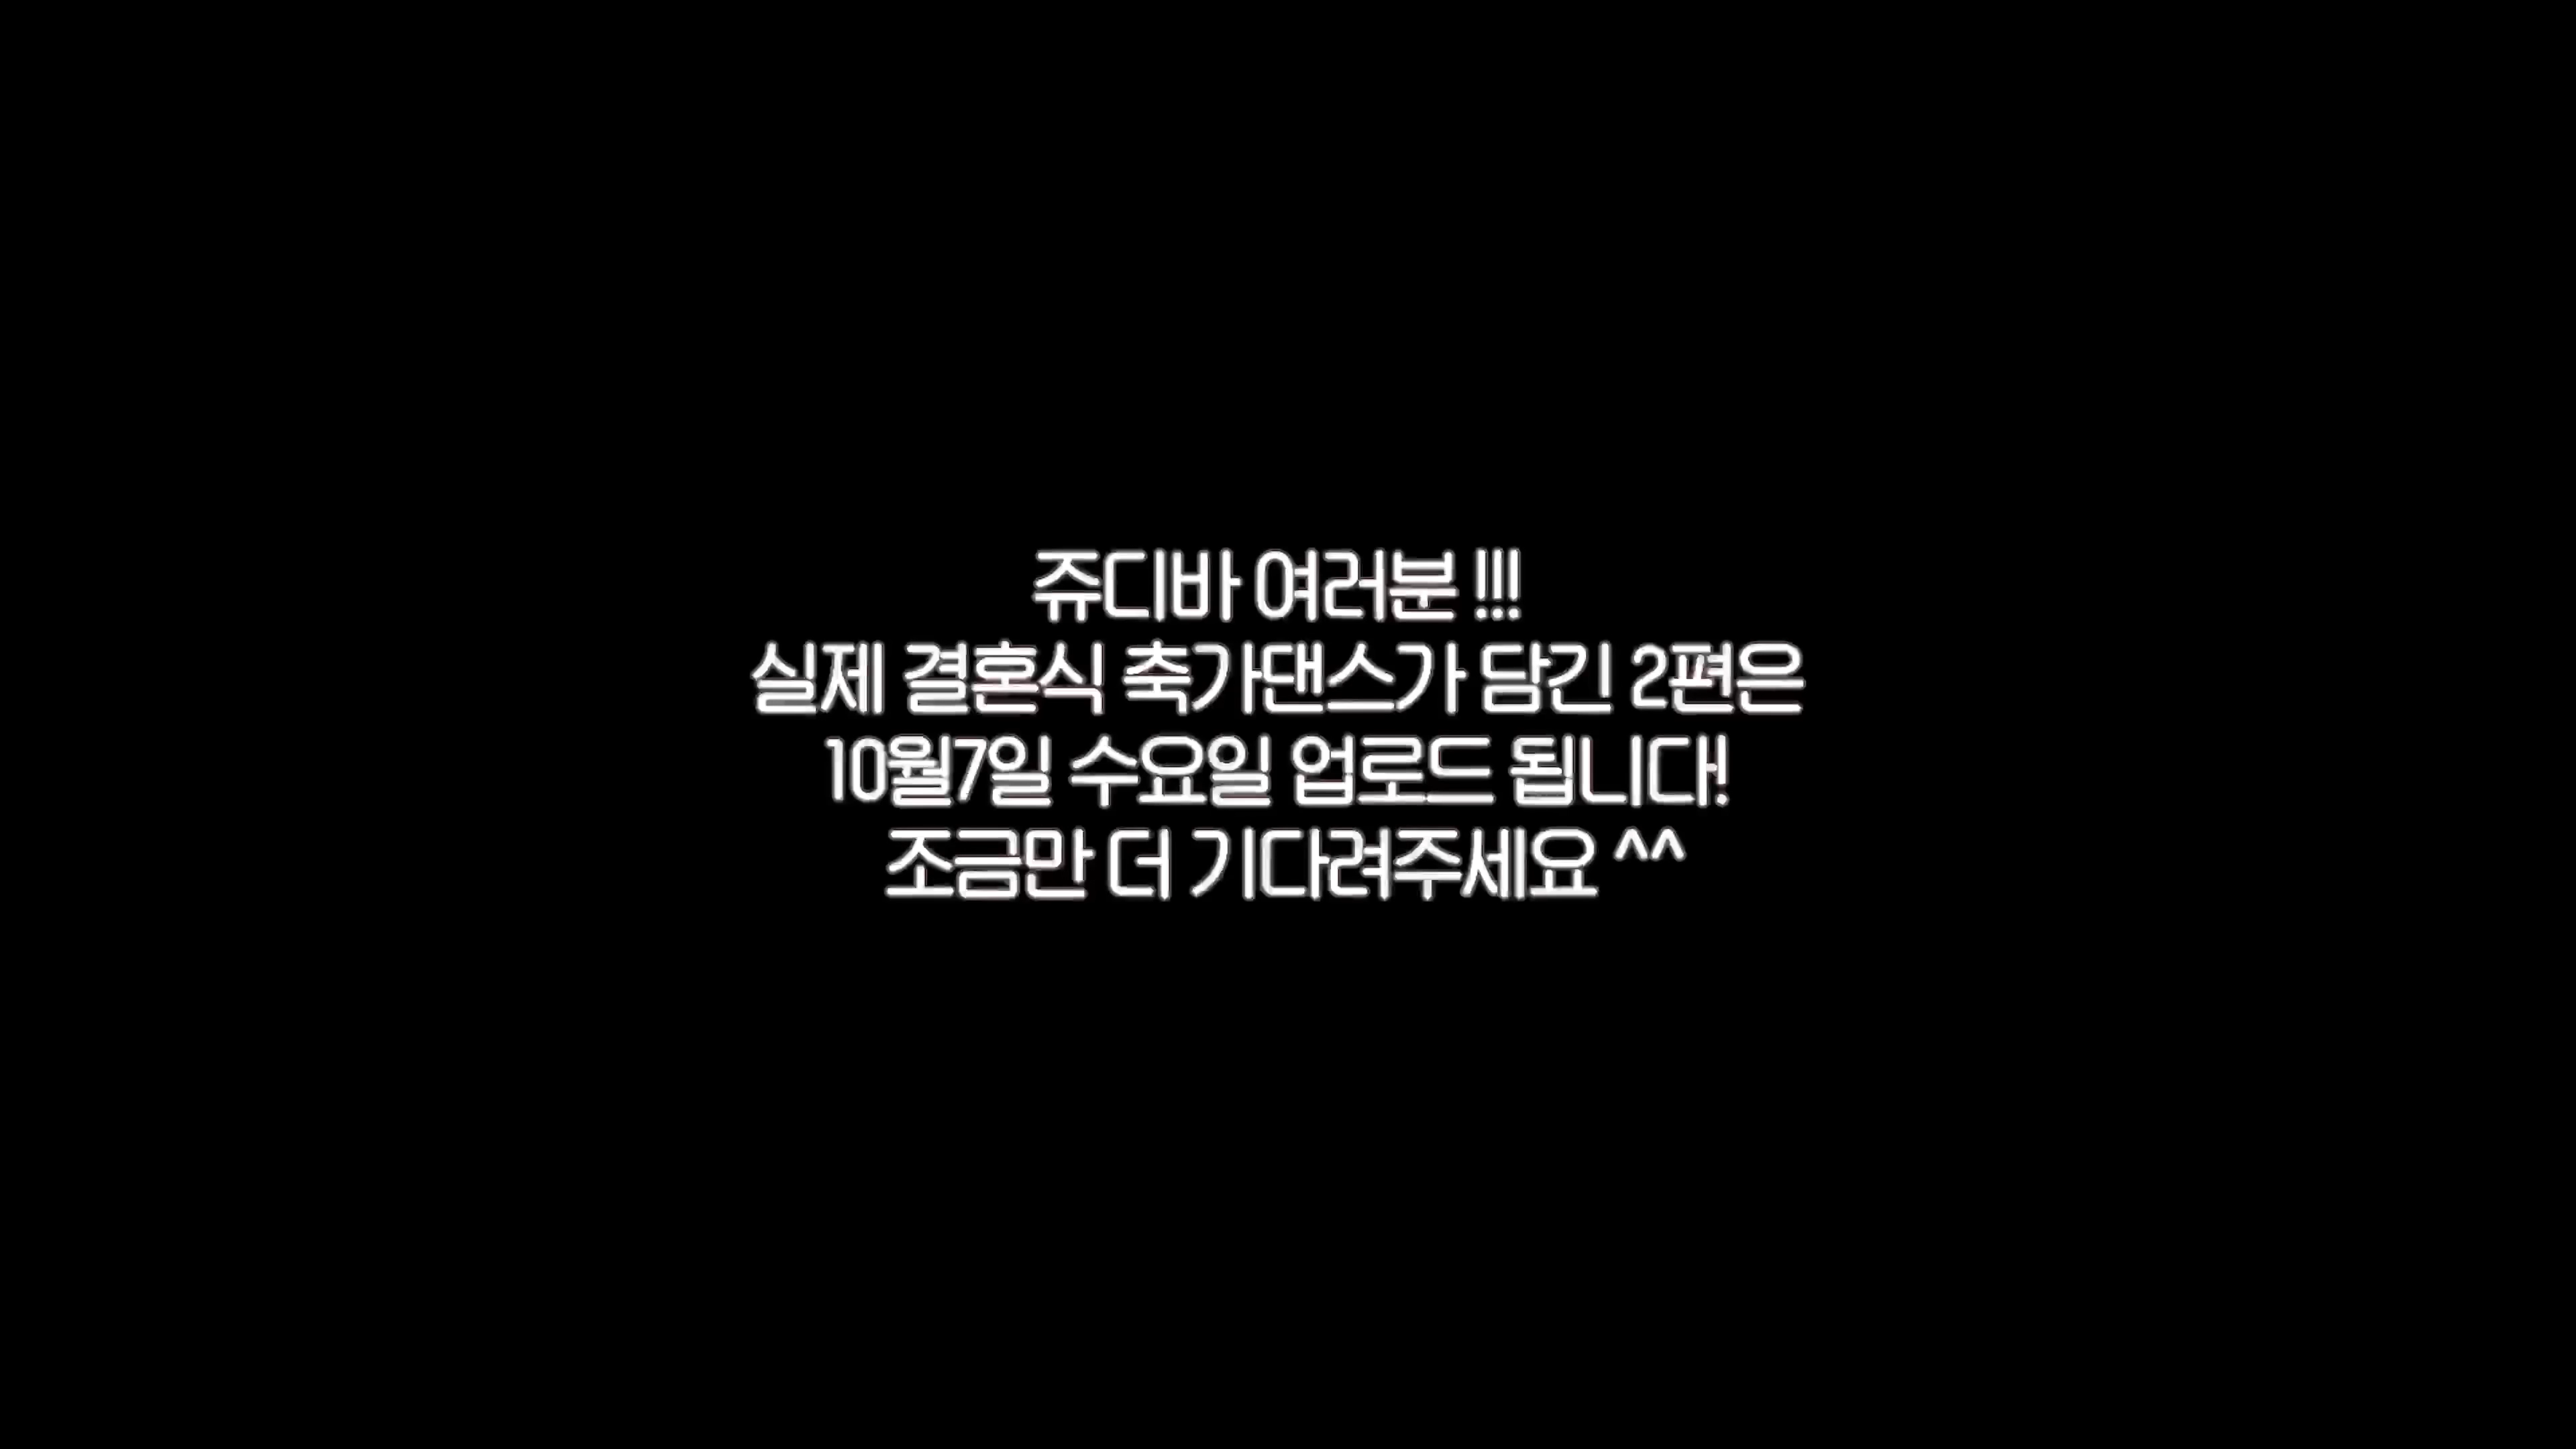 쥬디바 여러분 !!!
실제 결혼식 축가댄스가 담긴 2편은
10월7일 수요일 업로드 됩니다!
조금만 더 기다려주세요 ^^